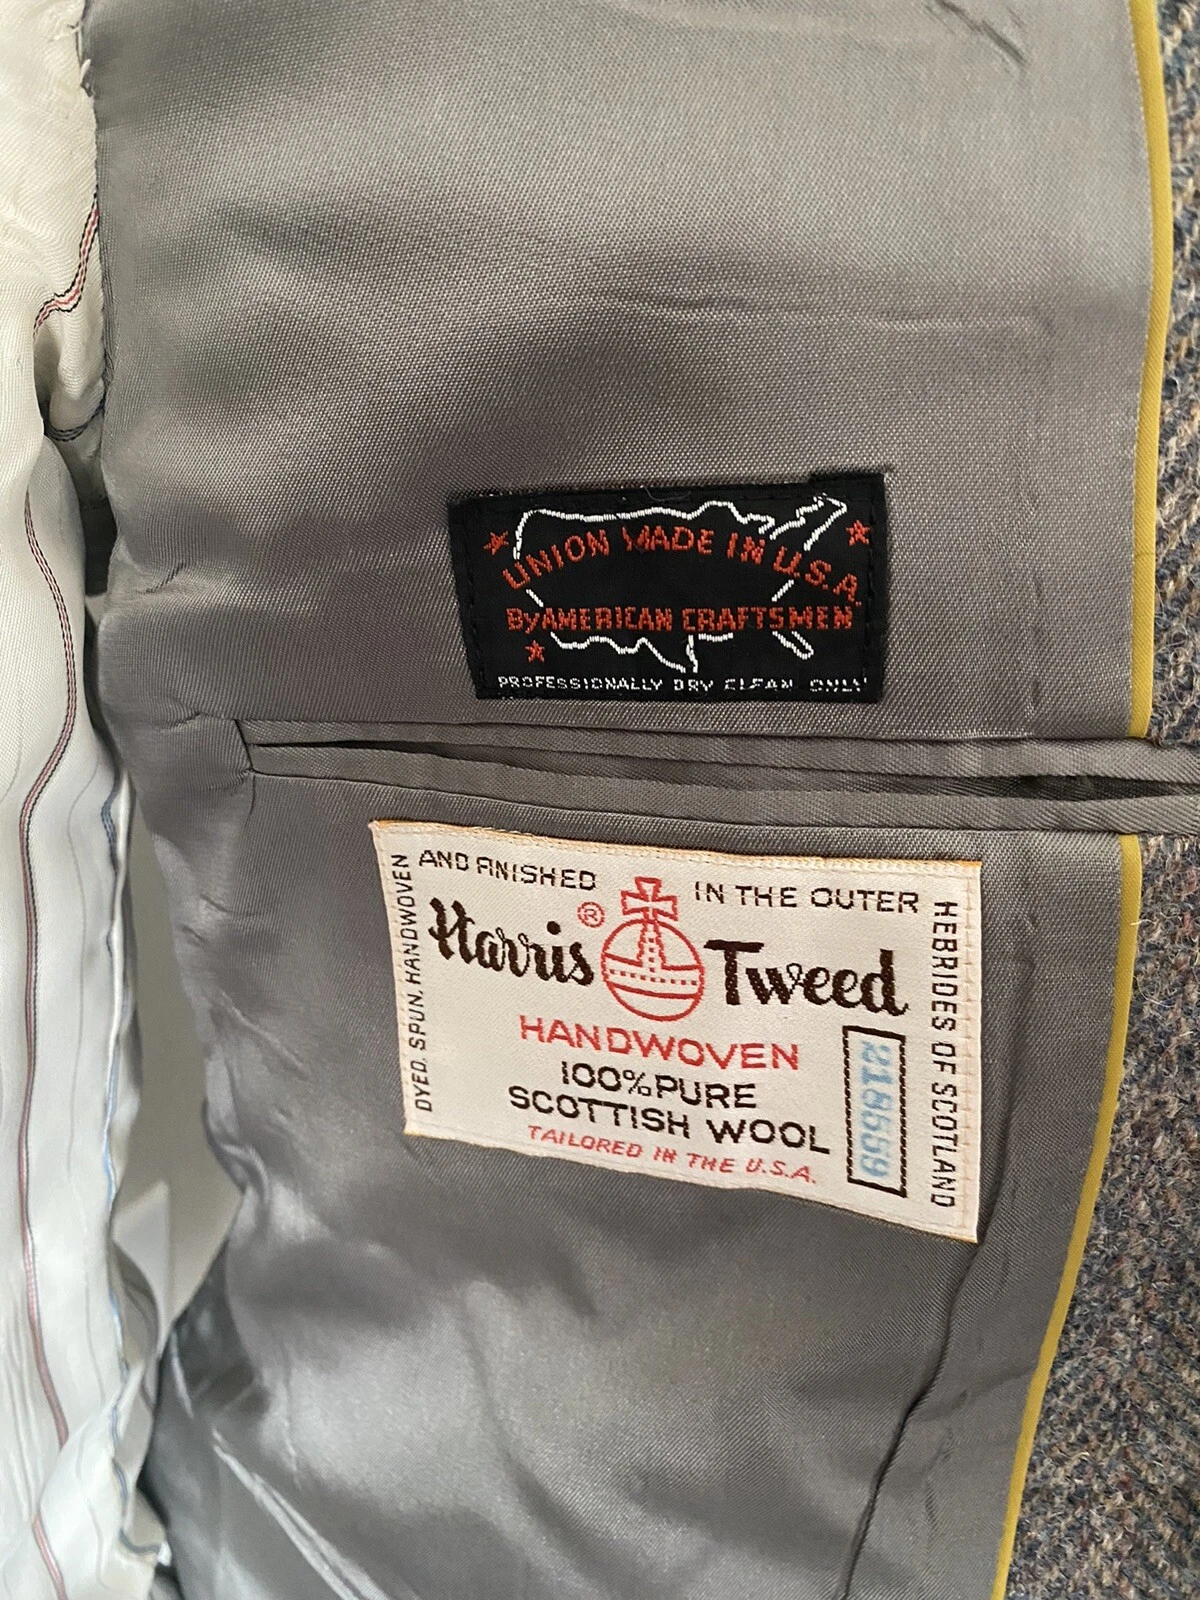 UNION MADE IN U.S.A.
By AMERICAN CRAFTSMEN
PROFESSIONALLY DRY CLEAN ONLY
DYED. SPUN. HANDWOVEN
AND FINISHED IN THE OUTER
HEBRIDES OF SCOTLAND
Harris® Tweed
HANDWOVEN
100% PURE
SCOTTISH WOOL
TAILORED IN THE U.S.A.
218559